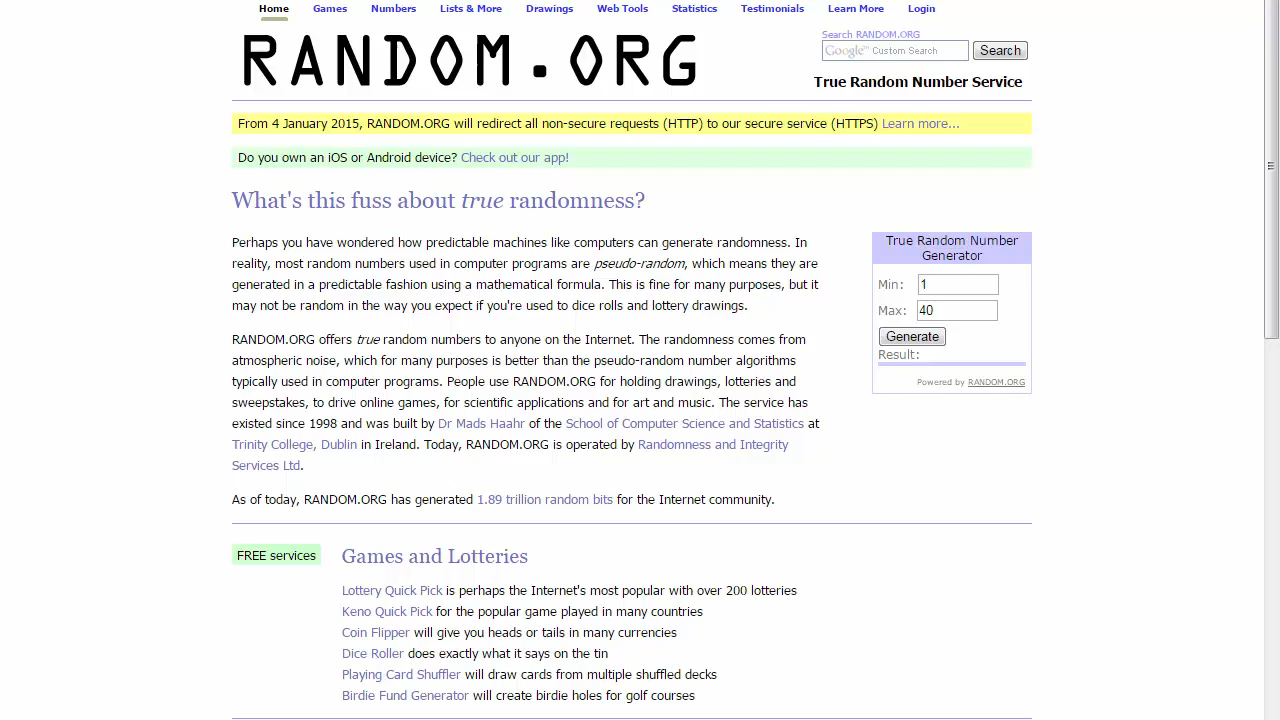 Home Games Numbers Lists & More Drawings Web Tools Statistics Testimonials Learn More Login
RANDOM.ORG
Search RANDOM.ORG
Google™ Custom Search
Search
True Random Number Service
From 4 January 2015, RANDOM.ORG will redirect all non-secure requests (HTTP) to our secure service (HTTPS) Learn more...
Do you own an iOS or Android device? Check out our app!
What's this fuss about true randomness?
Perhaps you have wondered how predictable machines like computers can generate randomness. In
reality, most random numbers used in computer programs are pseudo-random, which means they are
generated in a predictable fashion using a mathematical formula. This is fine for many purposes, but it
may not be random in the way you expect if you're used to dice rolls and lottery drawings.
RANDOM.ORG offers true random numbers to anyone on the Internet. The randomness comes from
atmospheric noise, which for many purposes is better than the pseudo-random number algorithms
typically used in computer programs. People use RANDOM.ORG for holding drawings, lotteries and
sweepstakes, to drive online games, for scientific applications and for art and music. The service has
existed since 1998 and was built by Dr Mads Haahr of the School of Computer Science and Statistics at
Trinity College, Dublin in Ireland. Today, RANDOM.ORG is operated by Randomness and Integrity
Services Ltd.
As of today, RANDOM.ORG has generated 1.89 trillion random bits for the Internet community.
True Random Number
Generator
Min: 1
Max: 40
Generate
Result:
Powered by RANDOM.ORG
FREE services
Games and Lotteries
Lottery Quick Pick is perhaps the Internet's most popular with over 200 lotteries
Keno Quick Pick for the popular game played in many countries
Coin Flipper will give you heads or tails in many currencies
Dice Roller does exactly what it says on the tin
Playing Card Shuffler will draw cards from multiple shuffled decks
Birdie Fund Generator will create birdie holes for golf courses